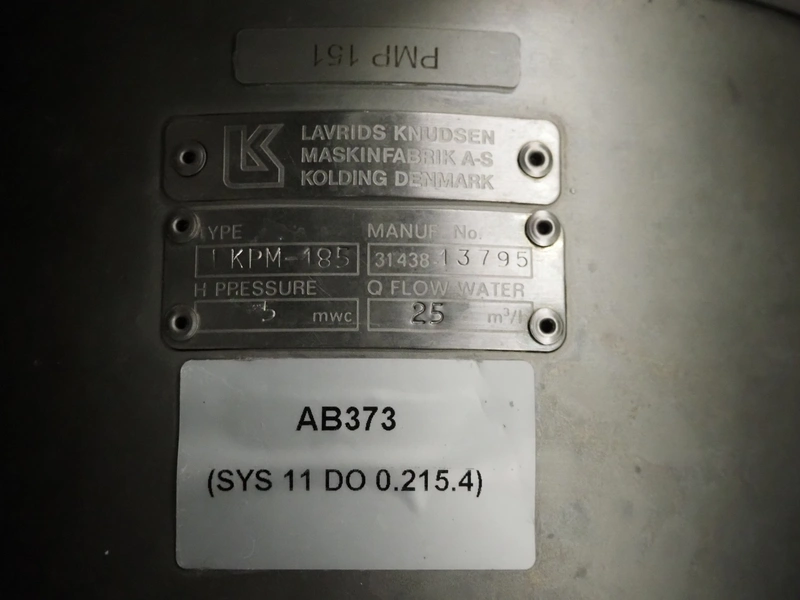 PMP 151
LAVRIDS KNUDSEN
MASKINFABRIK A-S
KOLDING DENMARK
TYPE MANUF. No.
LKPM-185 31438-13795
H PRESSURE Q FLOW WATER
5 mwc 25 m³/h
AB373
(SYS 11 DO 0.215.4)